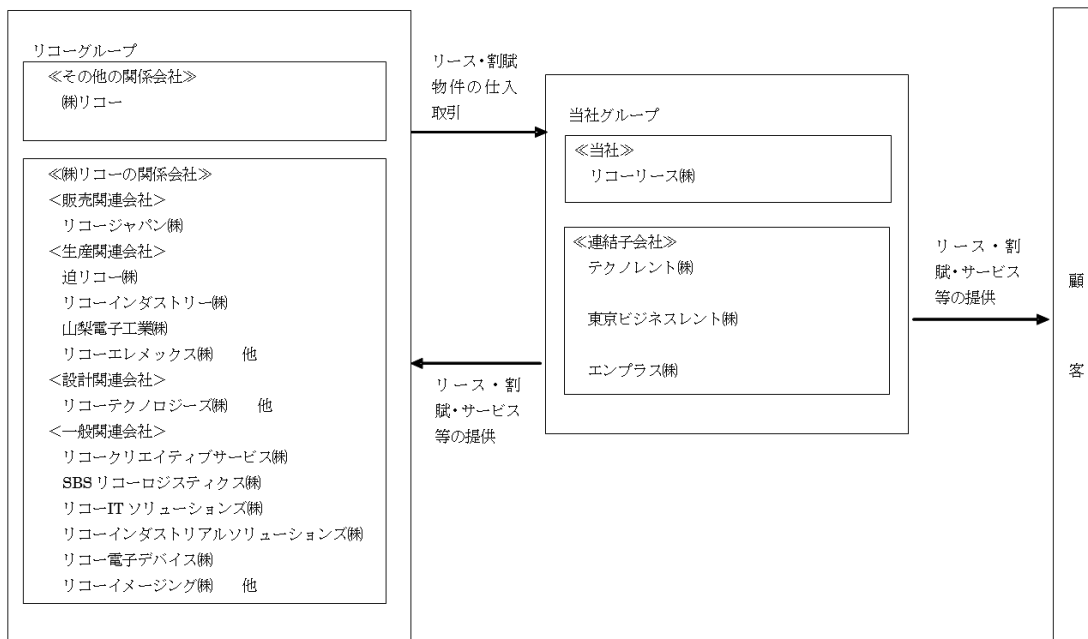 リコーグループ
≪その他の関係会社≫
㈱リコー
≪㈱リコーの関係会社≫
<販売関連会社>
リコージャパン㈱
<生産関連会社>
迫リコー㈱
リコーインダストリー㈱
山梨電子工業㈱
リコーエレメックス㈱　他
<設計関連会社>
リコーテクノロジーズ㈱　他
<一般関連会社>
リコークリエイティブサービス㈱
SBSリコーロジスティクス㈱
リコーITソリューションズ㈱
リコーインダストリアルソリューションズ㈱
リコー電子デバイス㈱
リコーイメージング㈱　他
リース・割賦
物件の仕入
取引
リース・割
賦・サービス
等の提供
当社グループ
≪当社≫
リコーリース㈱
≪連結子会社≫
テクノレント㈱
東京ビジネスレント㈱
エンプラス㈱
リース・割
賦・サービス
等の提供
顧
客